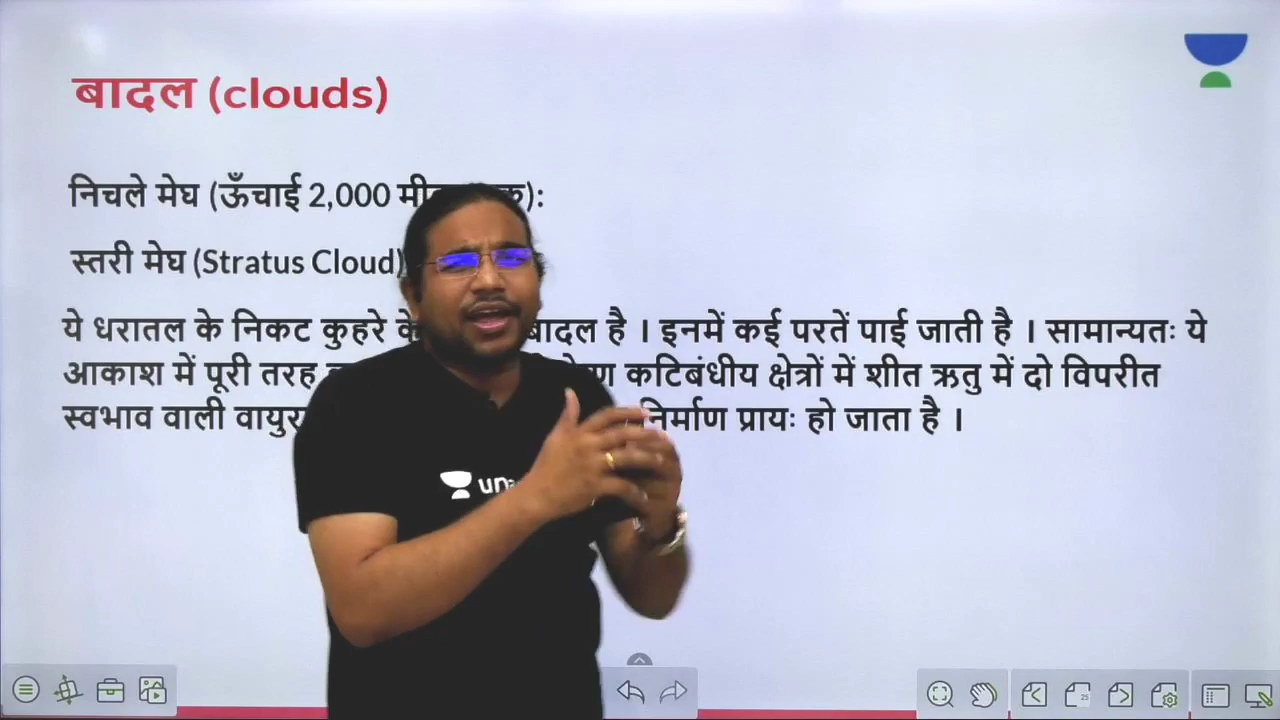 बादल (clouds)
निचले मेघ (ऊँचाई 2,000
स्तरी मेघ (Stratus Cloud)
ये धरातल के निकट कुहरे बादल है । इनमें कई परतें पाई जाती है । सामान्यतः ये
आकाश में पूरी तरह कटिबंधीय क्षेत्रों में शीत ऋतु में दो विपरीत
स्वभाव वाली निर्माण प्रायः हो जाता है ।
25